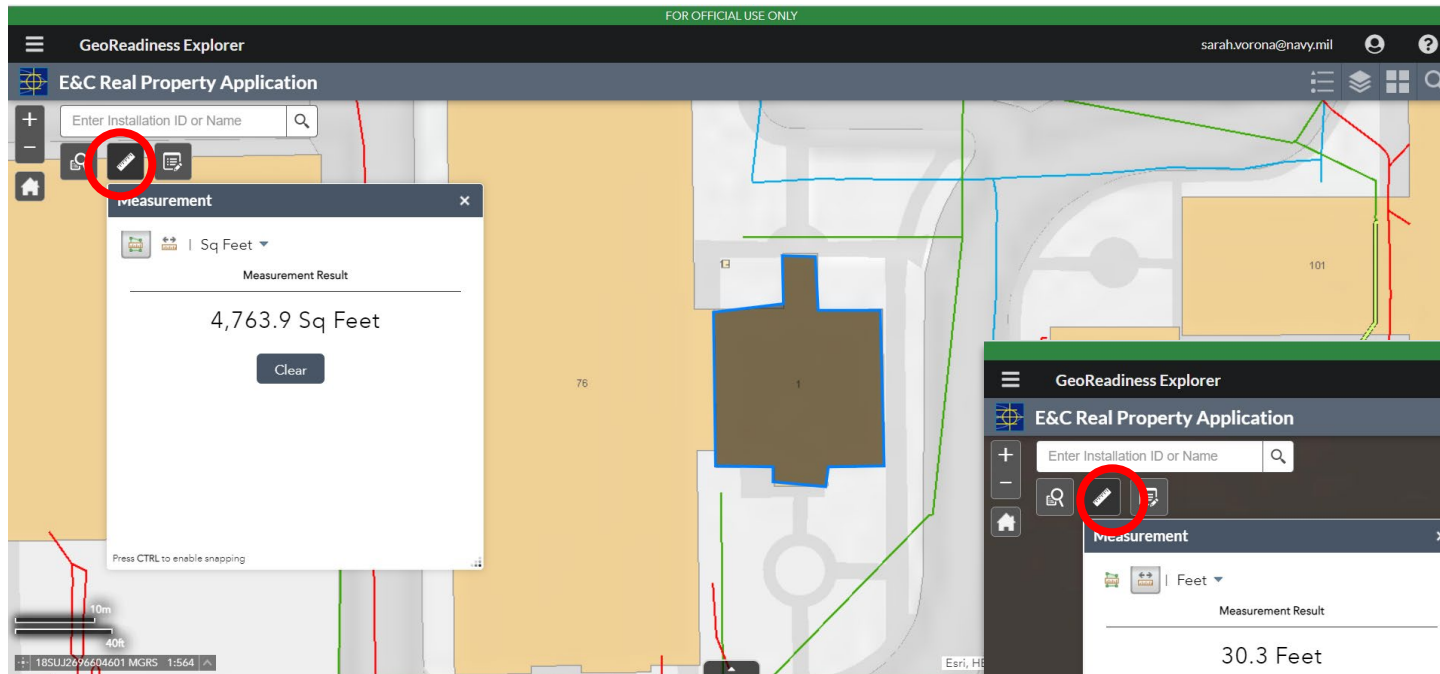 FOR OFFICIAL USE ONLY
GeoReadiness Explorer
sarah.vorona@navy.mil
?
E&C Real Property Application
+
Enter Installation ID or Name
−
Measurement
×
| Sq Feet
Measurement Result
4,763.9 Sq Feet
Clear
Press CTRL to enable snapping
76
1
101
10m
40ft
18SUJ2696604601 MGRS 1:564
Esri, HE
GeoReadiness Explorer
E&C Real Property Application
+
Enter Installation ID or Name
−
Measurement
| Feet
Measurement Result
30.3 Feet